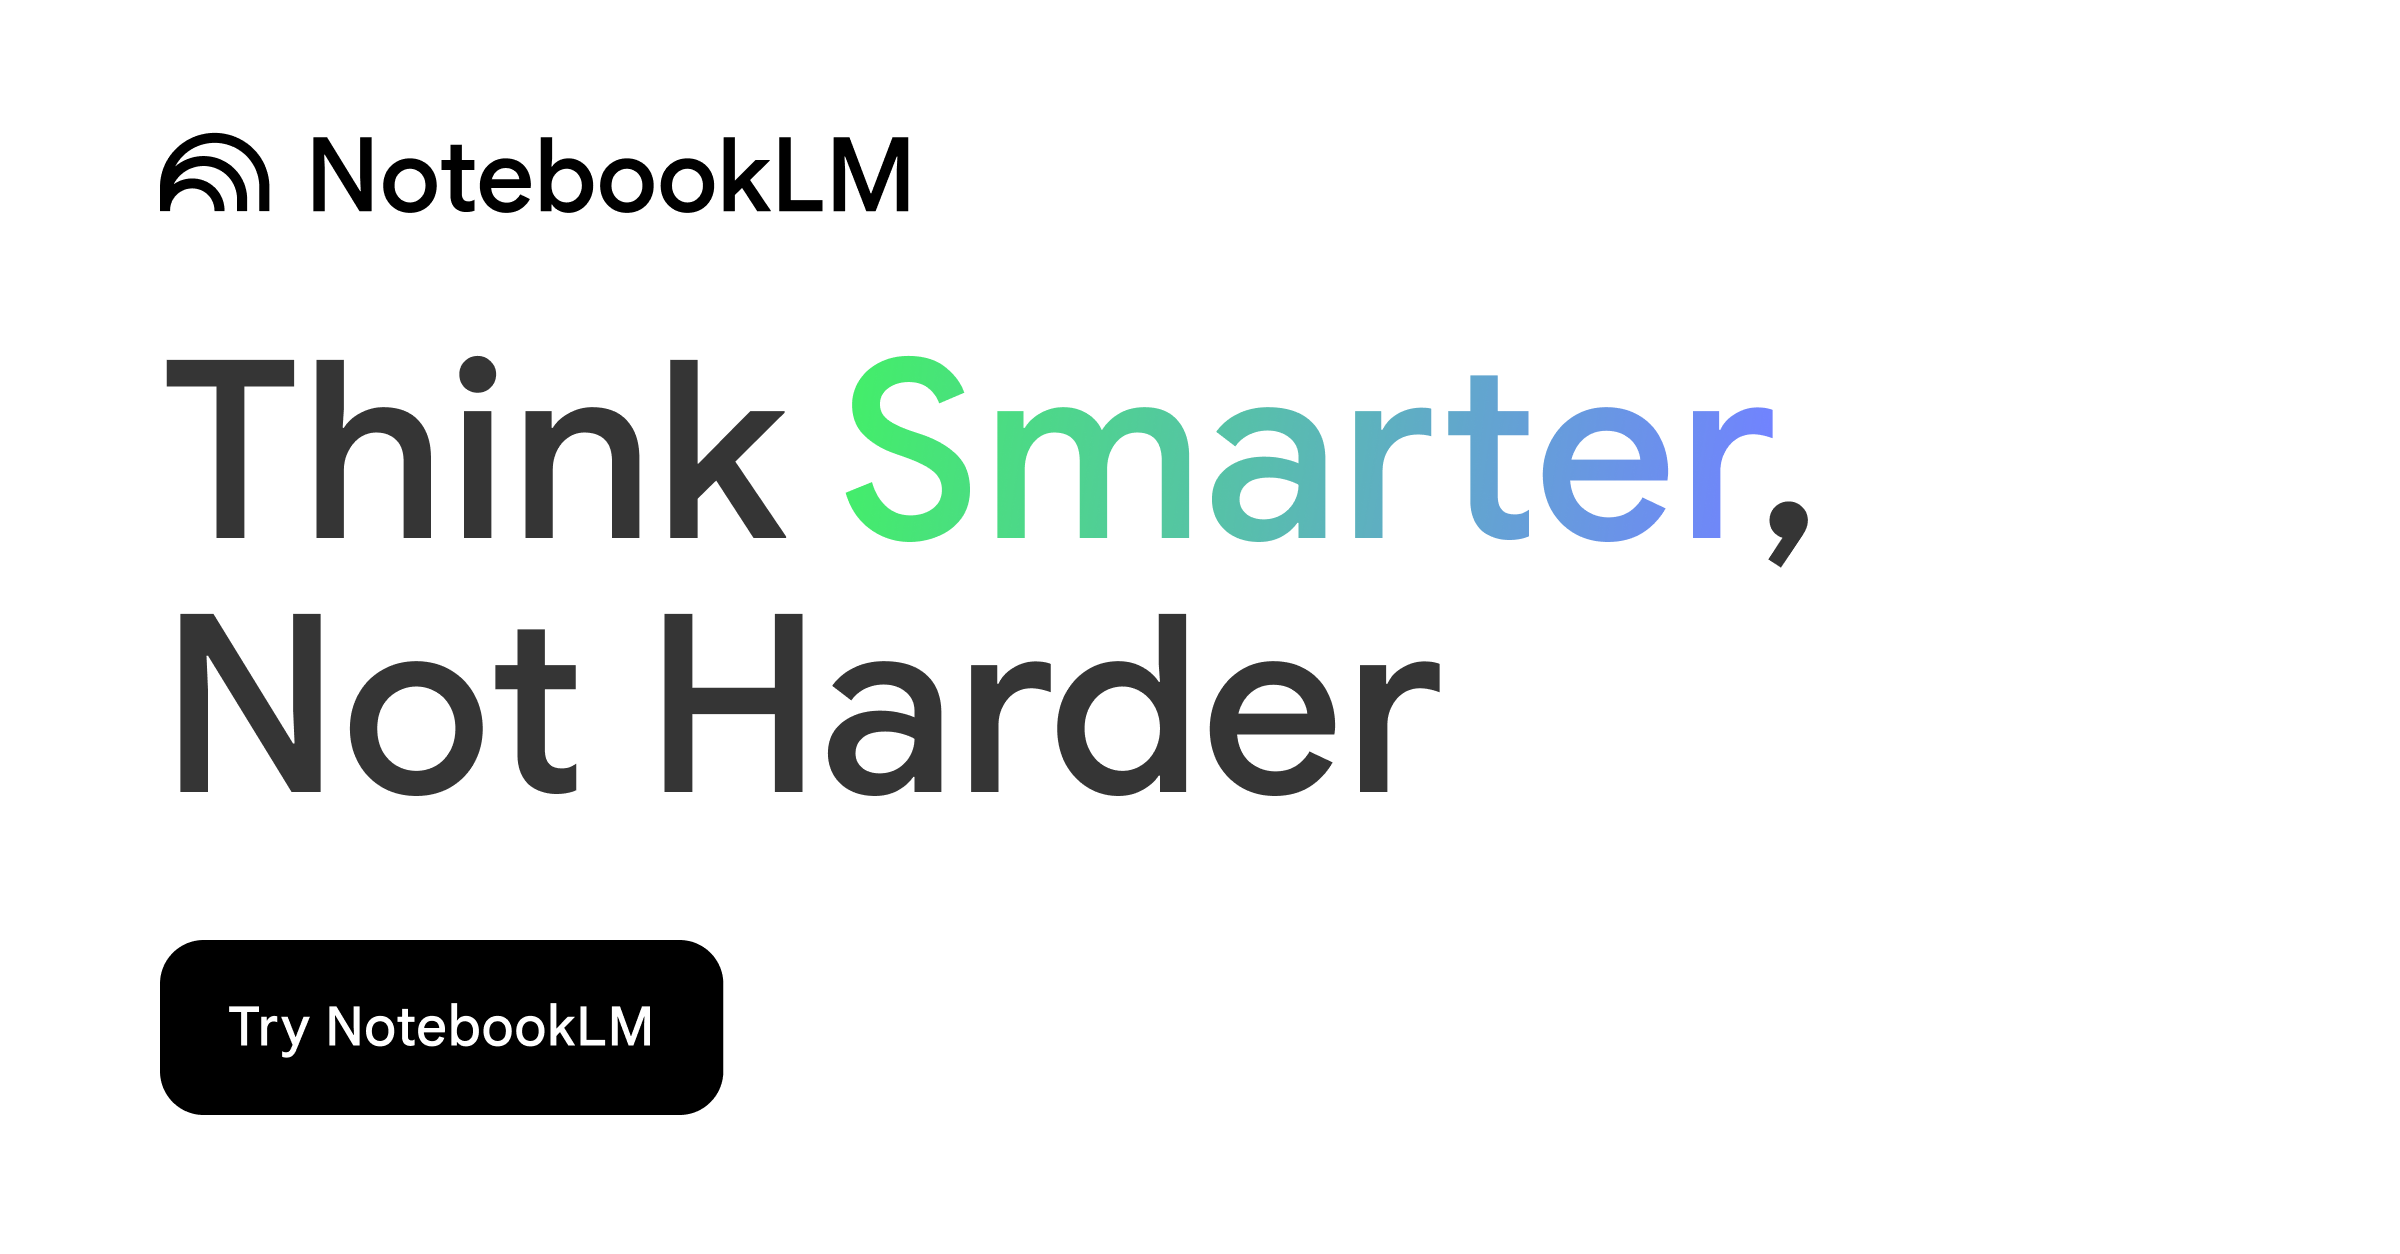 NotebookLM
Think Smarter,
Not Harder
Try NotebookLM